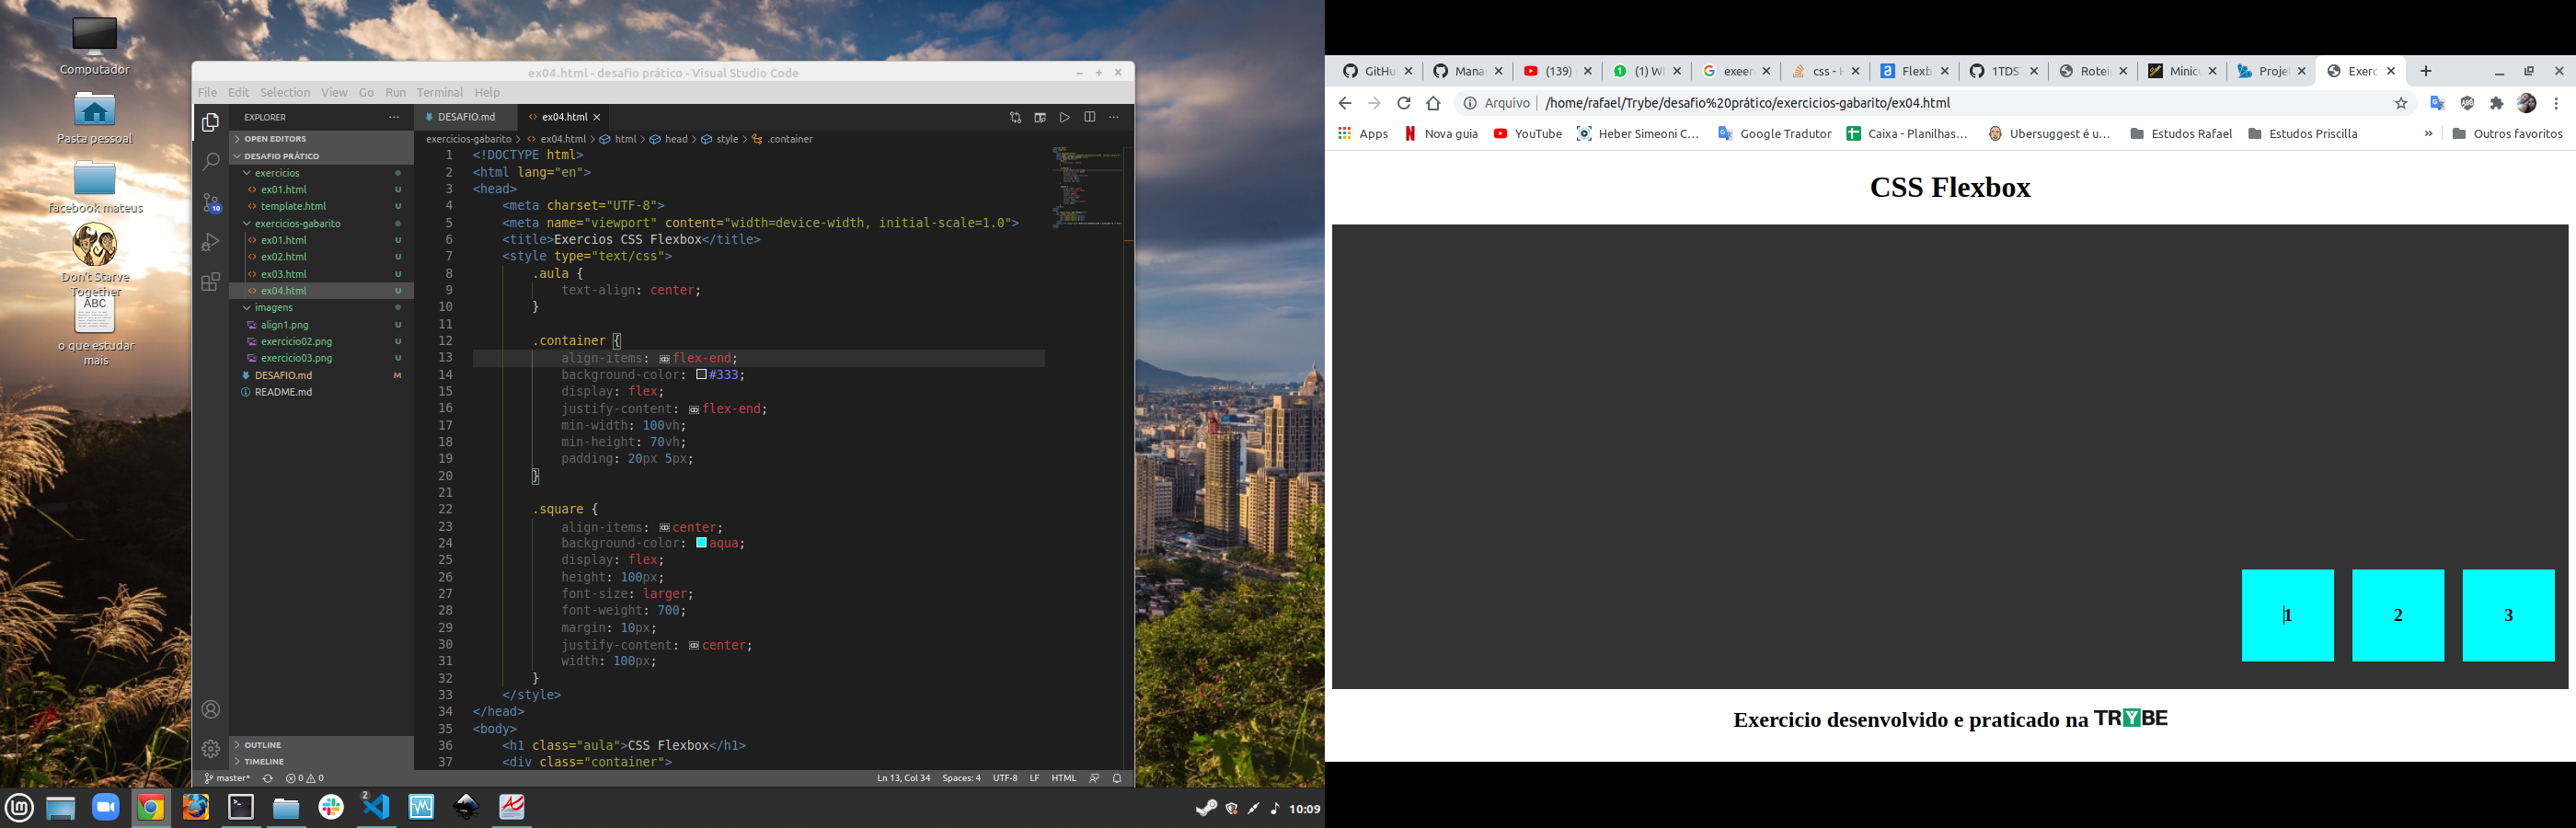 Computador
Pasta pessoal
facebook mateus
Don't Starve
Together
ABC
o que estudar
mais
ex04.html - desafio prático - Visual Studio Code
File Edit Selection View Go Run Terminal Help
EXPLORER
OPEN EDITORS
DESAFIO PRÁTICO
exercicios
ex01.html U
template.html U
exercicios-gabarito
ex01.html U
ex02.html U
ex03.html U
ex04.html U
imagens
align1.png U
exercicio02.png U
exercicio03.png U
DESAFIO.md M
README.md
OUTLINE
TIMELINE
10
DESAFIO.md ex04.html
exercicios-gabarito > ex04.html > html > head > style > .container
1 <!DOCTYPE html>
2 <html lang="en">
3 <head>
4 <meta charset="UTF-8">
5 <meta name="viewport" content="width=device-width, initial-scale=1.0">
6 <title>Exercios CSS Flexbox</title>
7 <style type="text/css">
8 .aula {
9 text-align: center;
10 }
11
12 .container {
13 align-items: flex-end;
14 background-color: #333;
15 display: flex;
16 justify-content: flex-end;
17 min-width: 100vh;
18 min-height: 70vh;
19 padding: 20px 5px;
20 }
21
22 .square {
23 align-items: center;
24 background-color: aqua;
25 display: flex;
26 height: 100px;
27 font-size: larger;
28 font-weight: 700;
29 margin: 10px;
30 justify-content: center;
31 width: 100px;
32 }
33 </style>
34 </head>
35 <body>
36 <h1 class="aula">CSS Flexbox</h1>
37 <div class="container">
master* 0 0 Ln 13, Col 34 Spaces: 4 UTF-8 LF HTML
2
10:09
GitHu Mana (139) (1) W exeer css - H Flexb 1TDS Rotei Minic Proje Exerc
Arquivo | /home/rafael/Trybe/desafio%20prático/exercicios-gabarito/ex04.html
Apps Nova guia YouTube Heber Simeoni C... Google Tradutor Caixa - Planilhas... Ubersuggest é u... Estudos Rafael Estudos Priscilla » Outros favoritos
CSS Flexbox
1 2 3
Exercicio desenvolvido e praticado na TRYBE